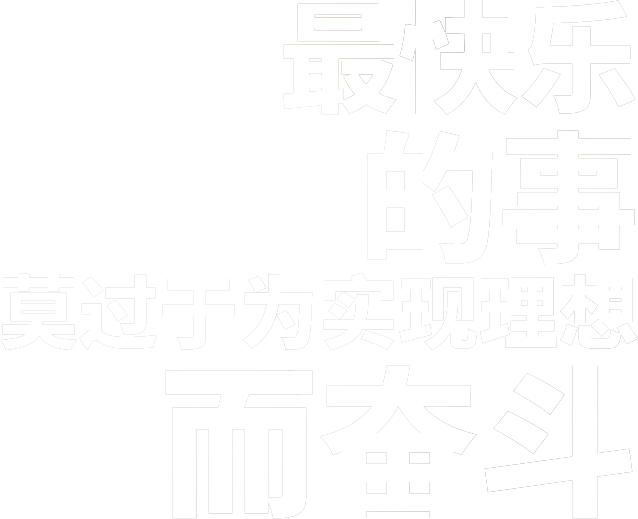 最快乐
的事
莫过于为实现理想
而奋斗